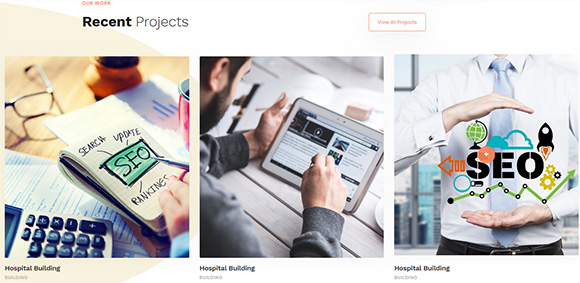 OUR WORK
Recent Projects
View All Projects
SEARCH
UPDATE
SEO
RANKINGS
SEO
Hospital Building
Hospital Building
Hospital Building
BUILDING
BUILDING
BUILDING